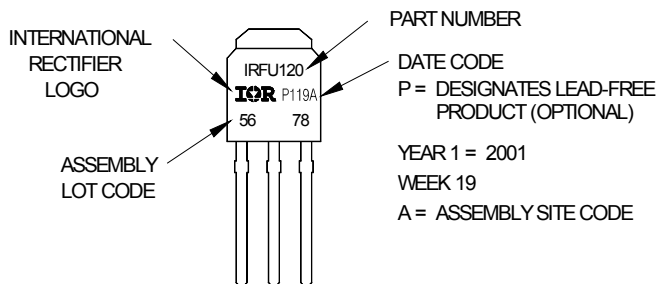 INTERNATIONAL
RECTIFIER
LOGO
ASSEMBLY
LOT CODE
IRFU120
IOR P119A
56 78
PART NUMBER
DATE CODE
P = DESIGNATES LEAD-FREE
PRODUCT (OPTIONAL)
YEAR 1 = 2001
WEEK 19
A = ASSEMBLY SITE CODE